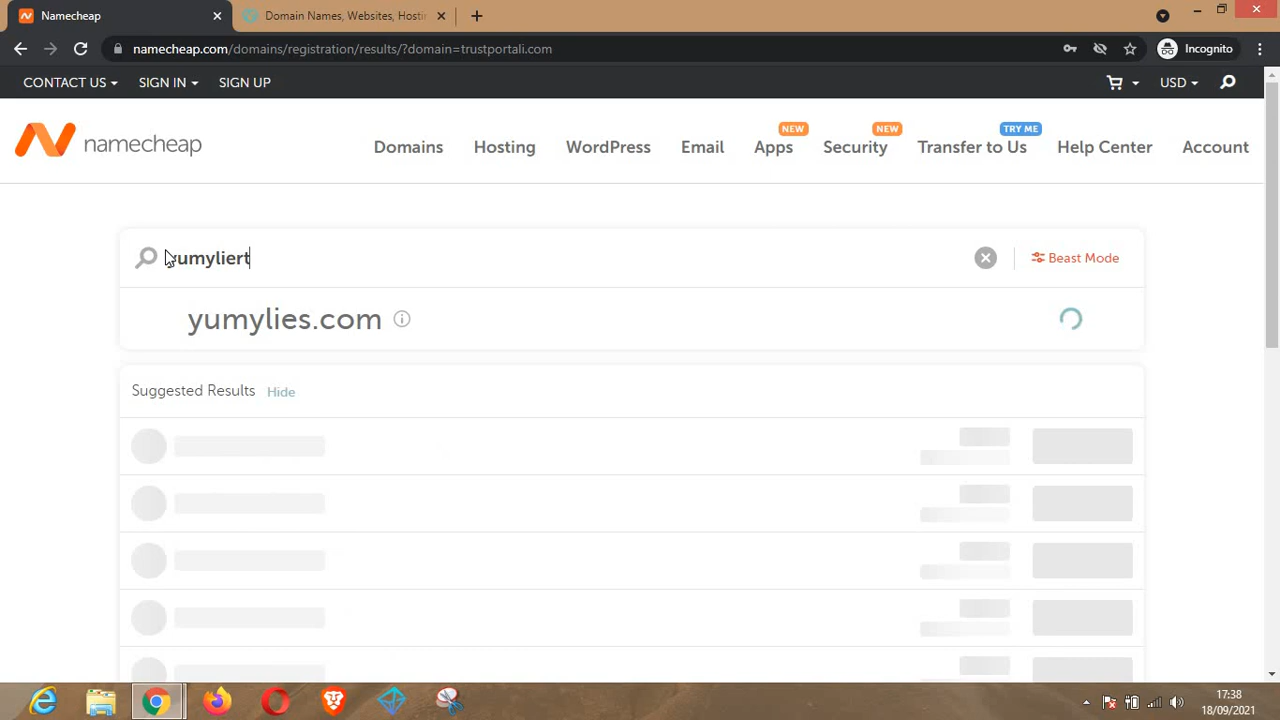 Namecheap
Domain Names, Websites, Hosti
namecheap.com/domains/registration/results/?domain=trustportali.com
Incognito
CONTACT US
SIGN IN
SIGN UP
USD
namecheap
Domains
Hosting
WordPress
Email
NEW
Apps
NEW
Security
TRY ME
Transfer to Us
Help Center
Account
yumyliert
Beast Mode
yumylies.com
Suggested Results
Hide
17:38
18/09/2021